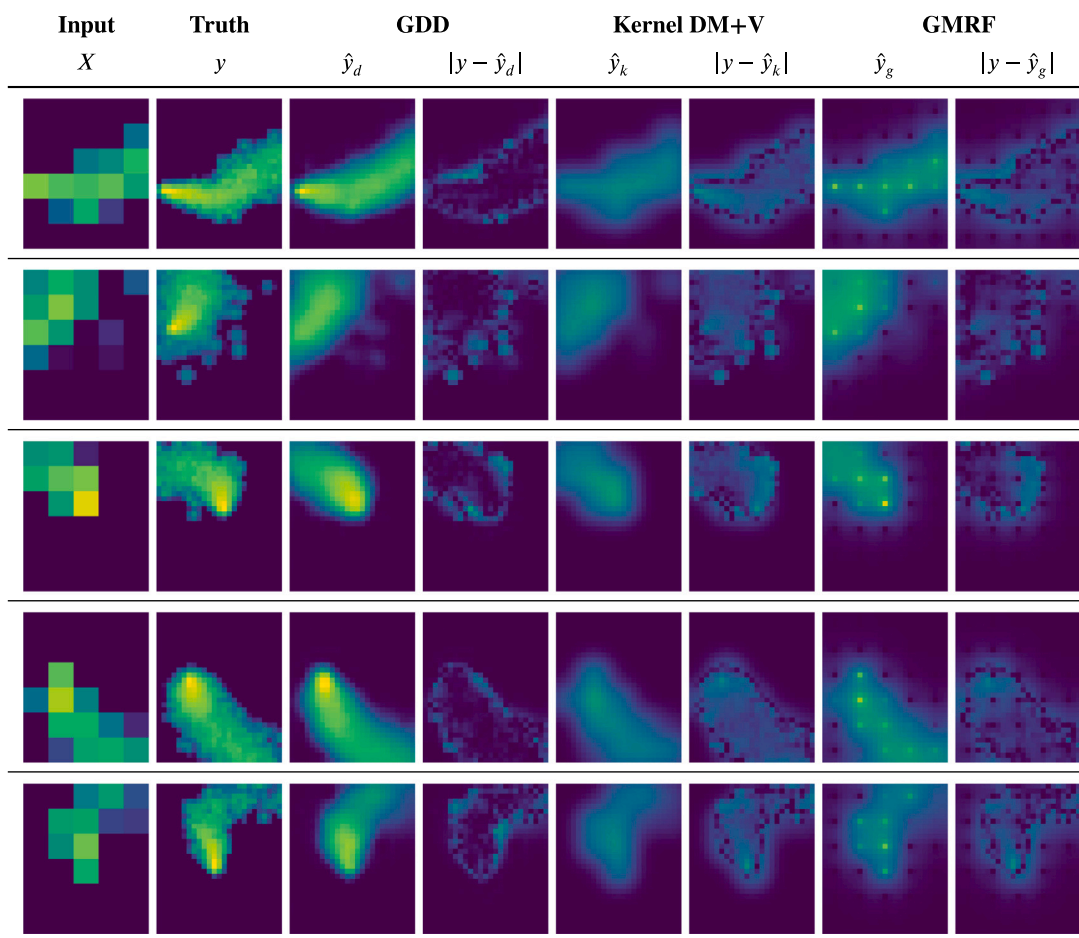 Input Truth GDD Kernel DM+V GMRF
X y ŷ_d |y − ŷ_d| ŷ_k |y − ŷ_k| ŷ_g |y − ŷ_g|